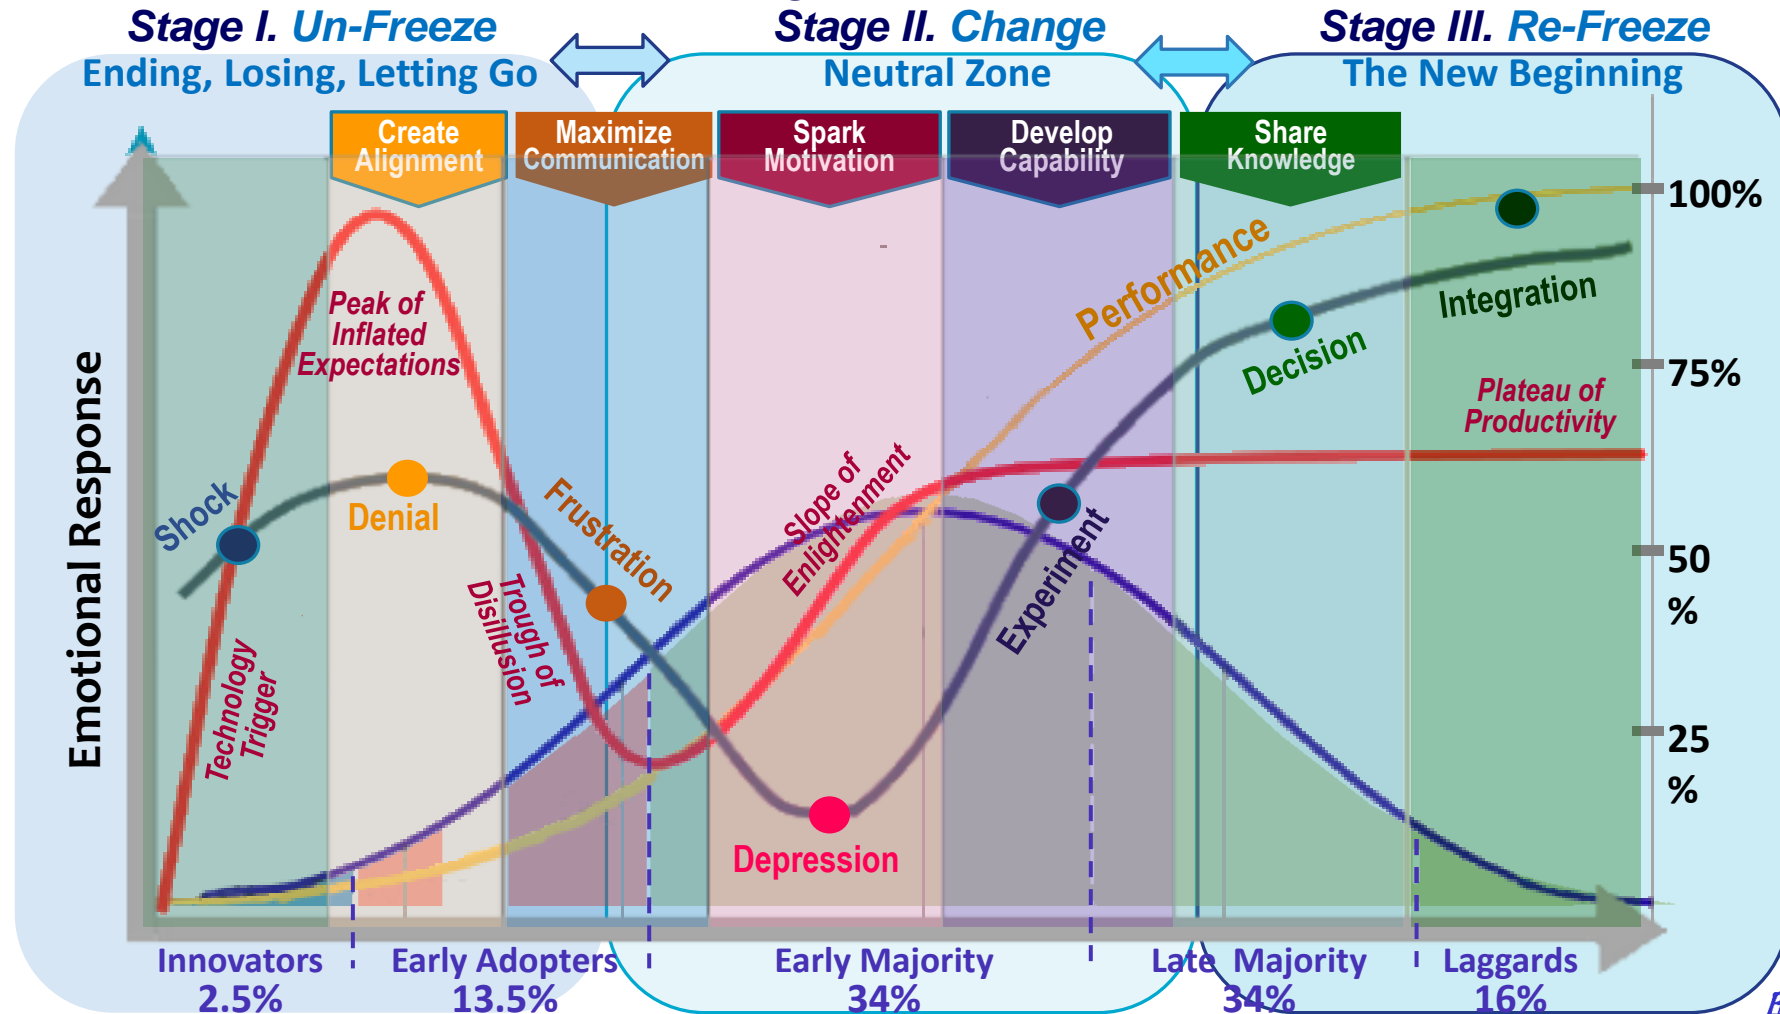 Stage I. Un-Freeze
Stage II. Change
Stage III. Re-Freeze
Ending, Losing, Letting Go
Neutral Zone
The New Beginning
Create
Alignment
Maximize
Communication
Spark
Motivation
Develop
Capability
Share
Knowledge
Emotional Response
Shock
Technology
Trigger
Peak of
Inflated
Expectations
Denial
Frustration
Trough of
Disillusion
Depression
Slope of
Enlightenment
Experiment
Performance
Decision
Integration
Plateau of
Productivity
100%
75%
50
%
25
%
Innovators
2.5%
Early Adopters
13.5%
Early Majority
34%
Late Majority
34%
Laggards
16%